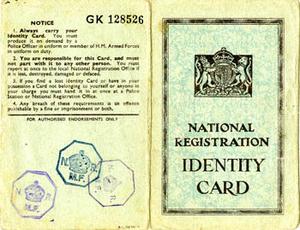 NOTICE
GK 128526
1. Always carry your
Identity Card. You must
produce it on demand by a
Police Officer in uniform or member of H.M. Armed Forces
in uniform on duty.
2. You are responsible for this Card, and must
not part with it to any other person. You must
report at once to the local National Registration Office if
it is lost, destroyed, damaged or defaced.
3. If you find a lost Identity Card or have in your
possession a Card not belonging to yourself or anyone in
your charge you must hand it in at once at a Police
Station or National Registration Office.
4. Any breach of these requirements is an offence
punishable by a fine or imprisonment or both.
FOR AUTHORISED ENDORSEMENTS ONLY
N R
M.F.
N R
M.F.
NATIONAL
REGISTRATION
IDENTITY
CARD